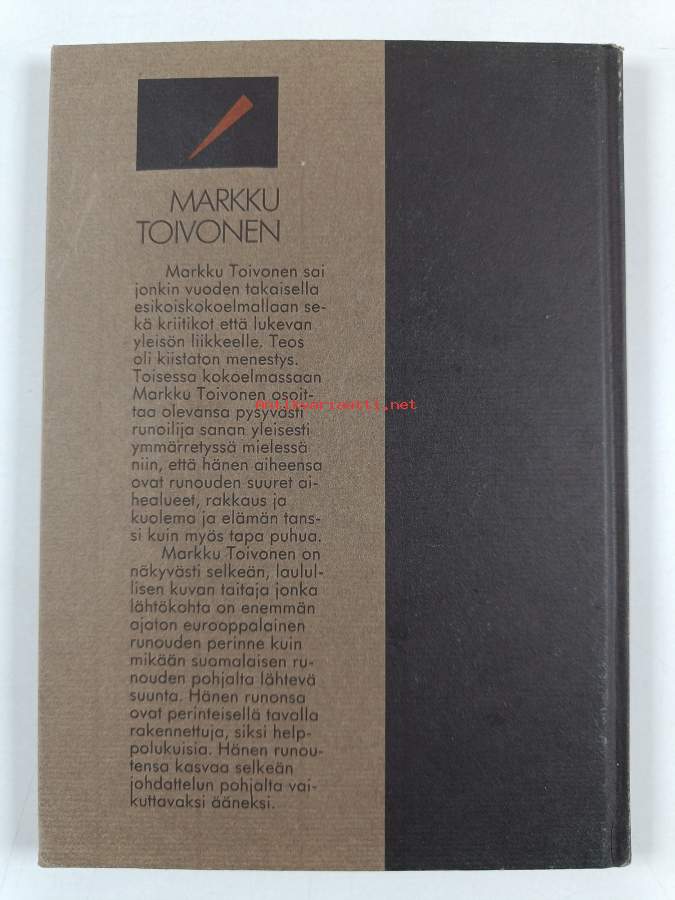 MARKKU
TOIVONEN
Markku Toivonen sai
jonkin vuoden takaisella
esikoiskokoelmallaan se-
kä kriitikot että lukevan
yleisön liikkeelle. Teos
oli kiistaton menestys.
Toisessa kokoelmassaan
Markku Toivonen osoit-
taa olevansa pysyvästi
Antikvariaatti.net
runoilija sanan yleisesti
ymmärretyssä mielessä
niin, että hänen aiheensa
ovat runouden suuret ai-
healueet, rakkaus ja
kuolema ja elämän tans-
si kuin myös tapa puhua.
Markku Toivonen on
näkyvästi selkeän, laulul-
lisen kuvan taitaja jonka
lähtökohta on enemmän
ajaton eurooppalainen
runouden perinne kuin
mikään suomalaisen ru-
nouden pohjalta lähtevä
suunta. Hänen runonsa
ovat perinteisellä tavalla
rakennettuja, siksi help-
polukuisia. Hänen runou-
tensa kasvaa selkeän
johdattelun pohjalta vai-
kuttavaksi ääneksi.